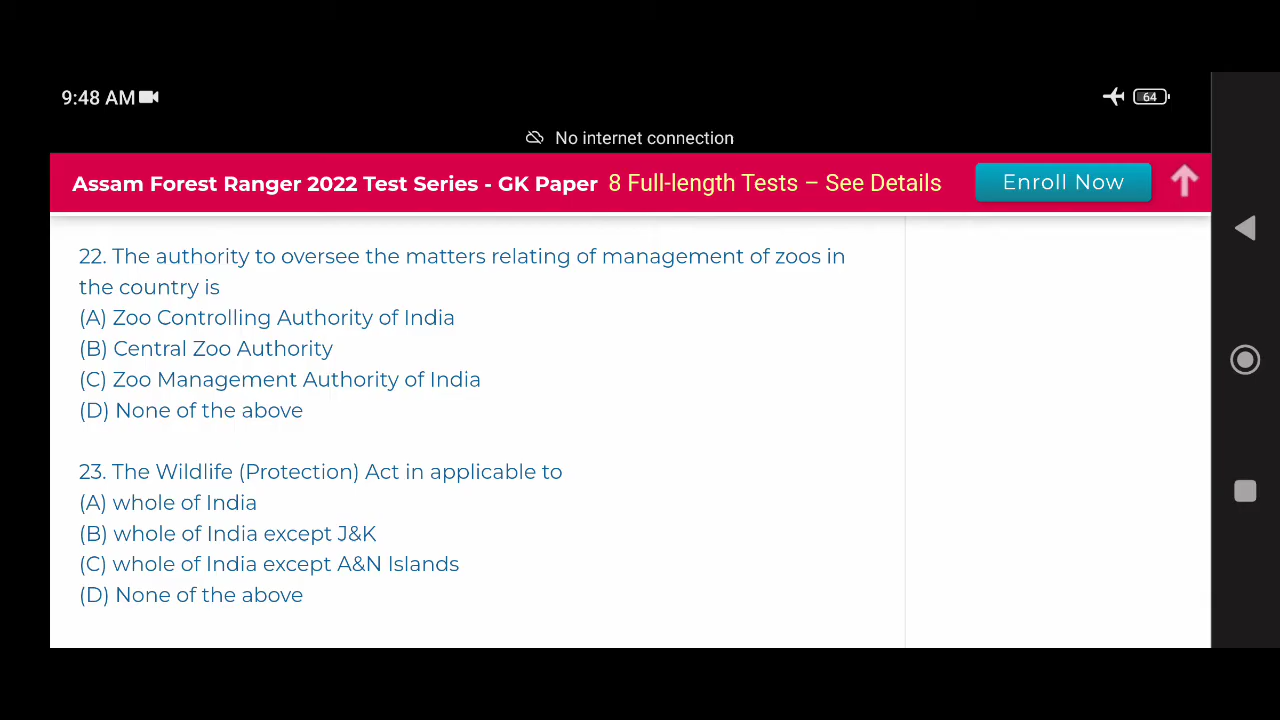 9:48 AM
64
No internet connection
Assam Forest Ranger 2022 Test Series - GK Paper 8 Full-length Tests – See Details Enroll Now
22. The authority to oversee the matters relating of management of zoos in
the country is
(A) Zoo Controlling Authority of India
(B) Central Zoo Authority
(C) Zoo Management Authority of India
(D) None of the above
23. The Wildlife (Protection) Act in applicable to
(A) whole of India
(B) whole of India except J&K
(C) whole of India except A&N Islands
(D) None of the above